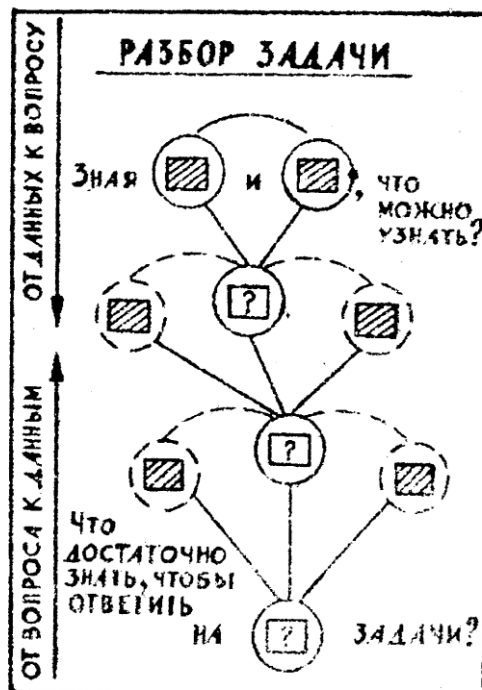 РАЗБОР ЗАДАЧИ
ОТ ДАННЫХ К ВОПРОСУ
ЗНАЯ И , ЧТО
МОЖНО
УЗНАТЬ?
?
?
ОТ ВОПРОСА К ДАННЫМ
ЧТО
ДОСТАТОЧНО
ЗНАТЬ, ЧТОБЫ
ОТВЕТИТЬ
НА ? ЗАДАЧИ?